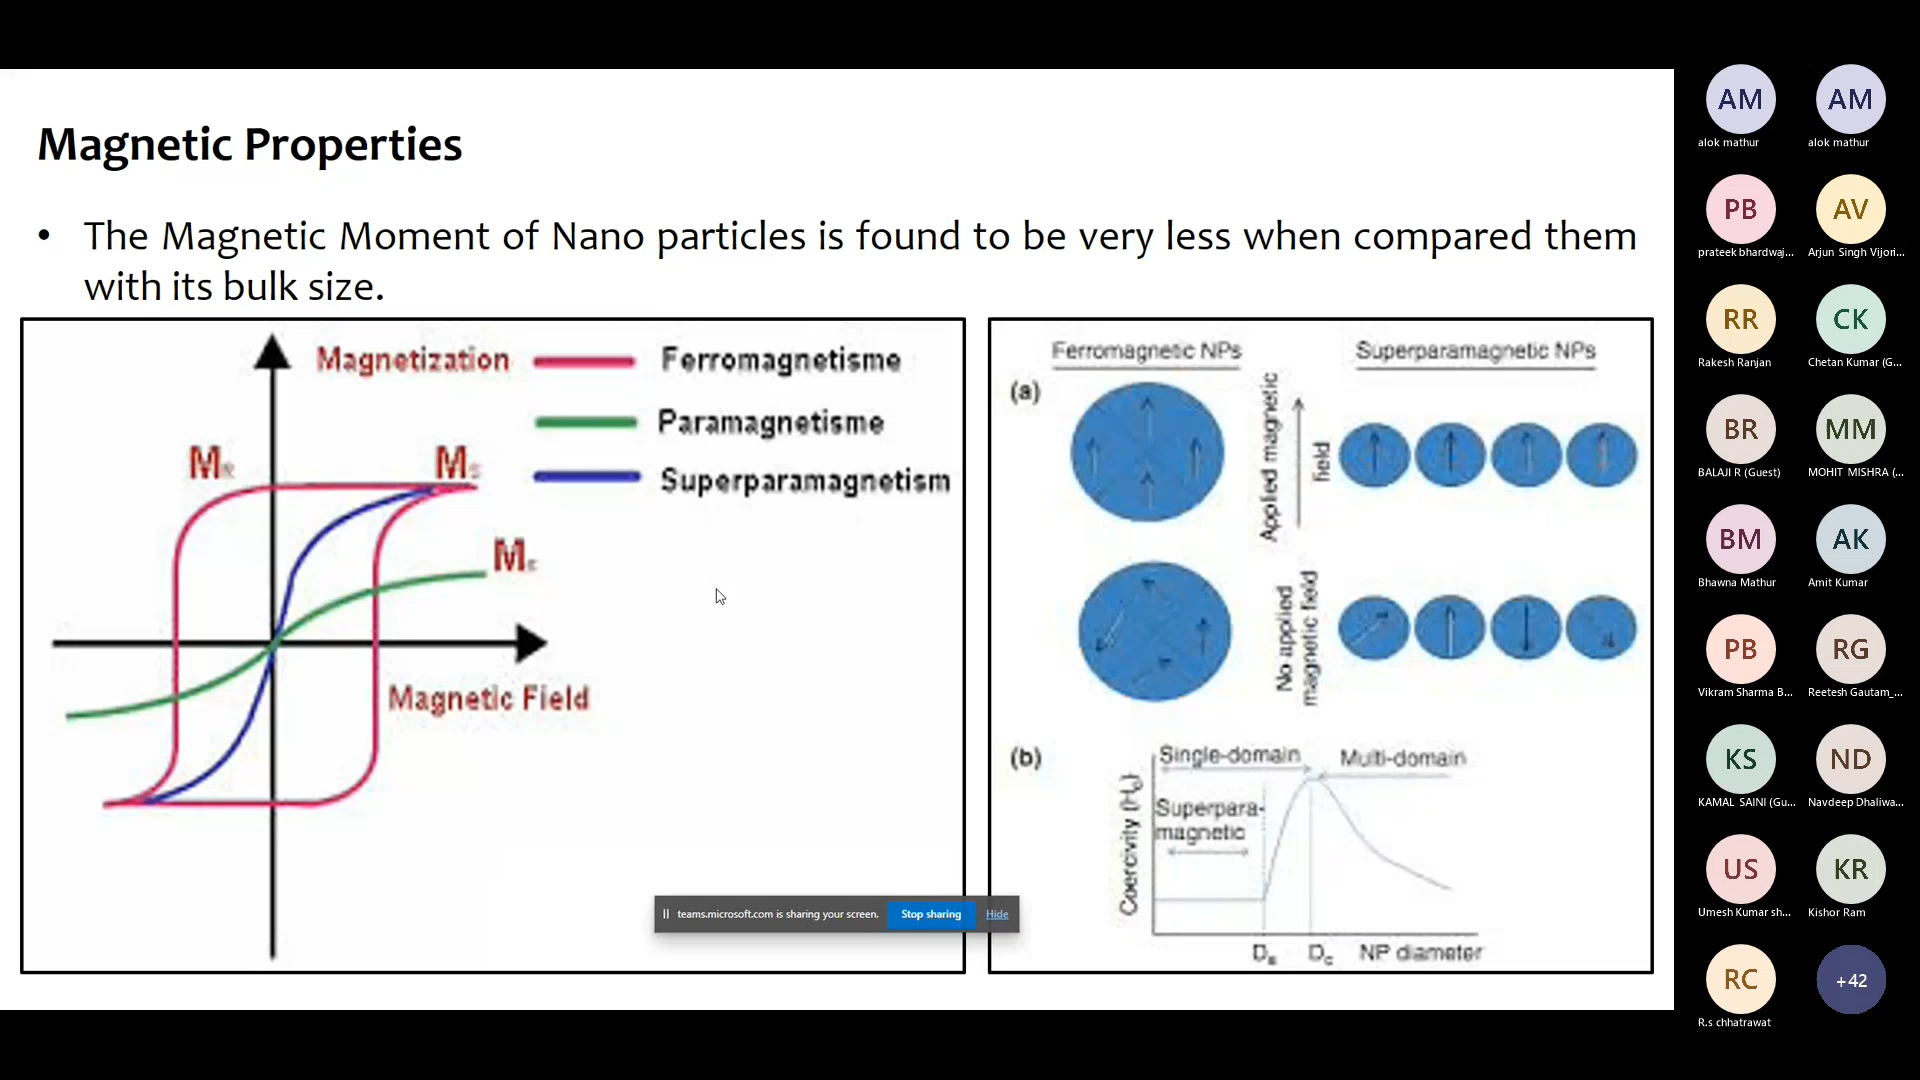 Magnetic Properties
• The Magnetic Moment of Nano particles is found to be very less when compared them
with its bulk size.
Magnetization
Ferromagnetisme
Paramagnetisme
Superparamagnetism
MR
MS
Magnetic Field
Ferromagnetic NPs
Superparamagnetic NPs
(a)
Applied magnetic
field
No applied
magnetic field
(b)
Single-domain
Multi-domain
Superpara-
magnetic
Coercivity (Hc)
Ds
Dc
NP diameter
teams.microsoft.com is sharing your screen.
Stop sharing
Hide
AM
alok mathur
AM
alok mathur
PB
prateek bhardwaj...
AV
Arjun Singh Vijori...
RR
Rakesh Ranjan
CK
Chetan Kumar (G...
BR
BALAJI R (Guest)
MM
MOHIT MISHRA (...
BM
Bhawna Mathur
AK
Amit Kumar
PB
Vikram Sharma B...
RG
Reetesh Gautam_...
KS
KAMAL SAINI (Gu...
ND
Navdeep Dhaliwa...
US
Umesh Kumar sh...
KR
Kishor Ram
RC
R.s chhatrawat
+42